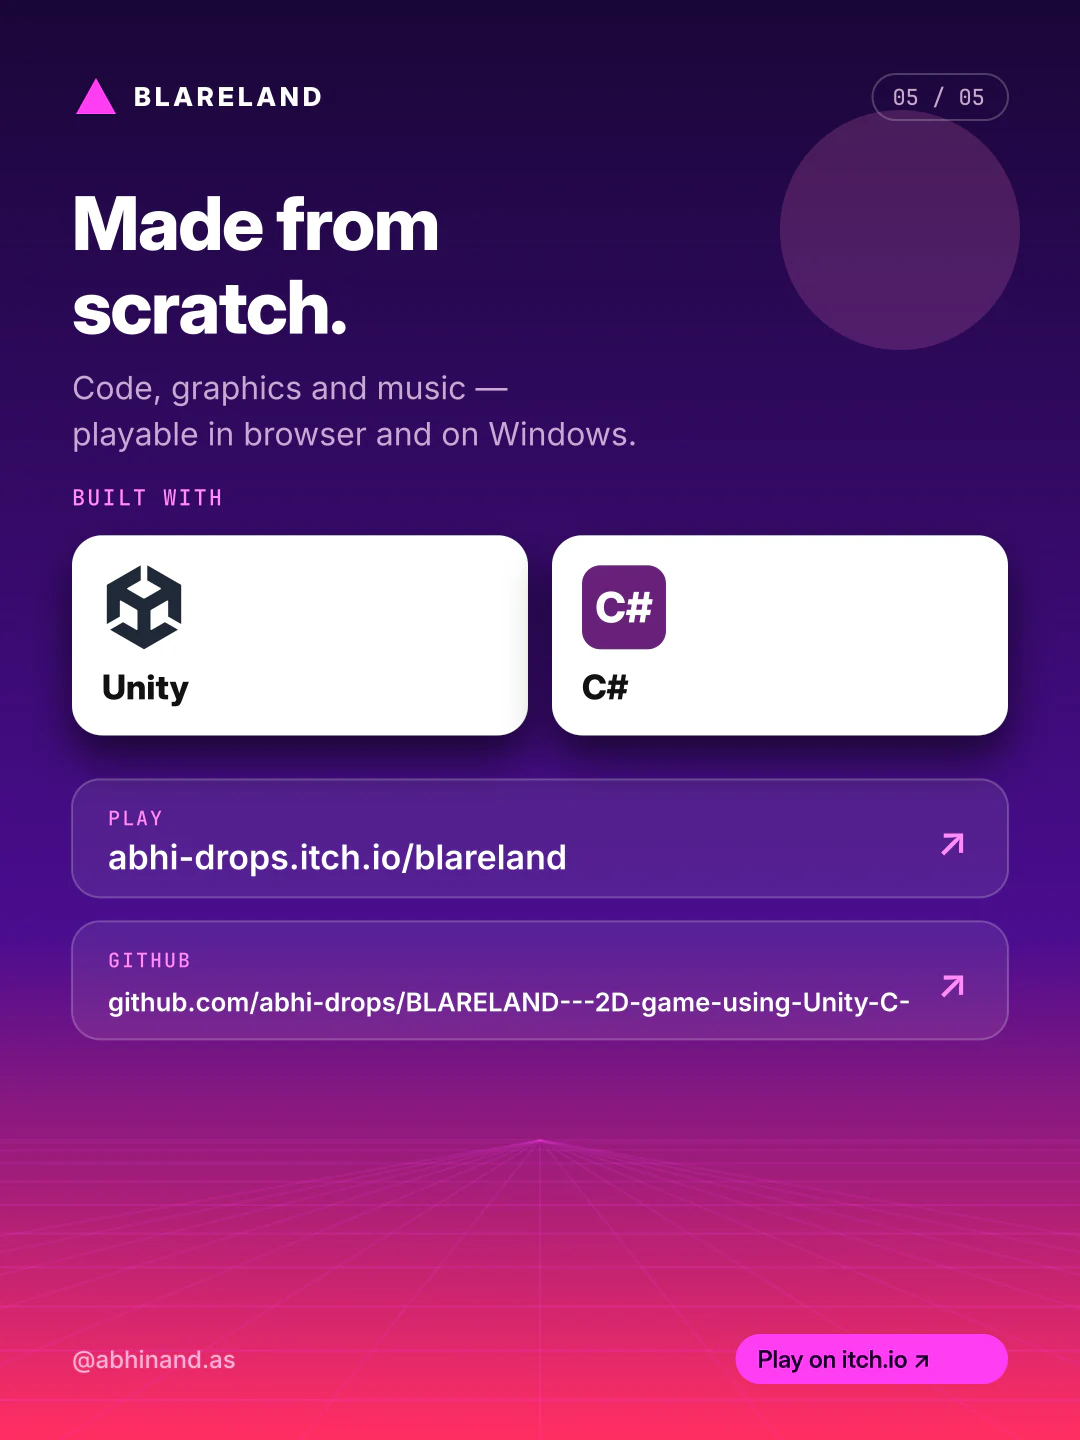 BLARELAND
05 / 05
Made from
scratch.
Code, graphics and music —
playable in browser and on Windows.
BUILT WITH
C#
Unity
C#
PLAY
abhi-drops.itch.io/blareland
GITHUB
github.com/abhi-drops/BLARELAND---2D-game-using-Unity-C-
@abhinand.as
Play on itch.io ↗